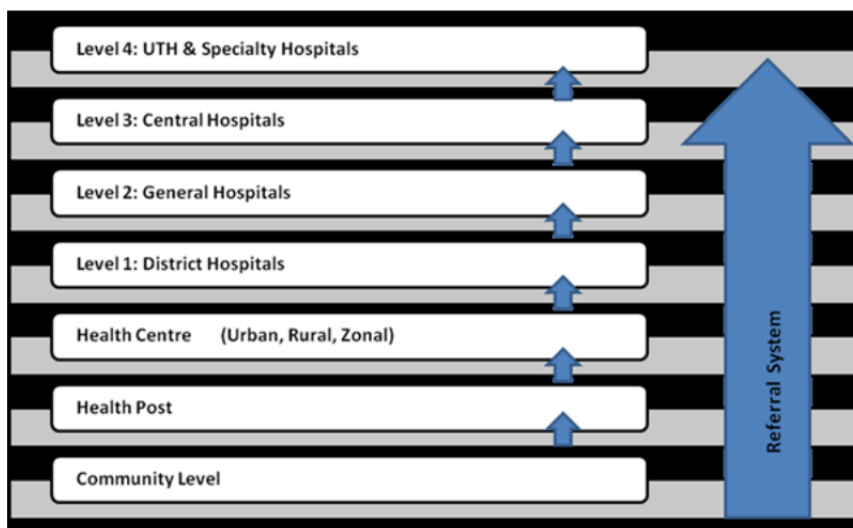 Level 4: UTH & Specialty Hospitals
Level 3: Central Hospitals
Level 2: General Hospitals
Level 1: District Hospitals
Health Centre (Urban, Rural, Zonal)
Health Post
Community Level
Referral System